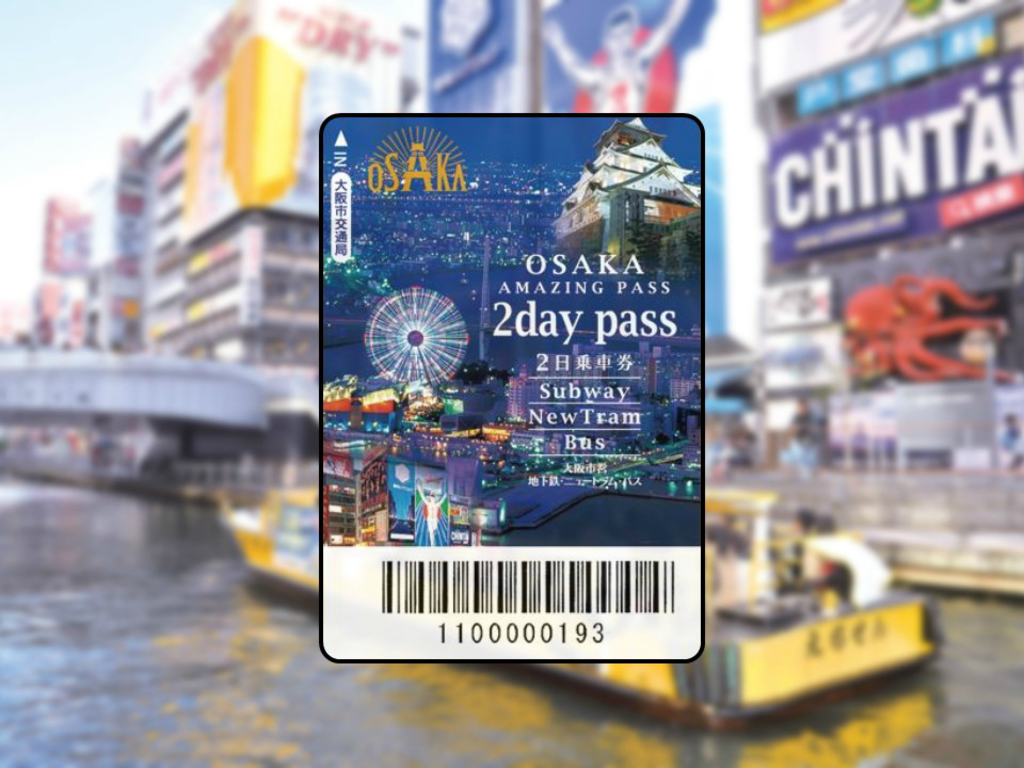 DRY
CHINTAI
IN
大阪市交通局
OSAKA
OSAKA
AMAZING PASS
2day pass
2日乗車券
Subway
NewTram
Bus
大阪市営
地下鉄・ニュートラム・バス
CHINTAI
1100000193